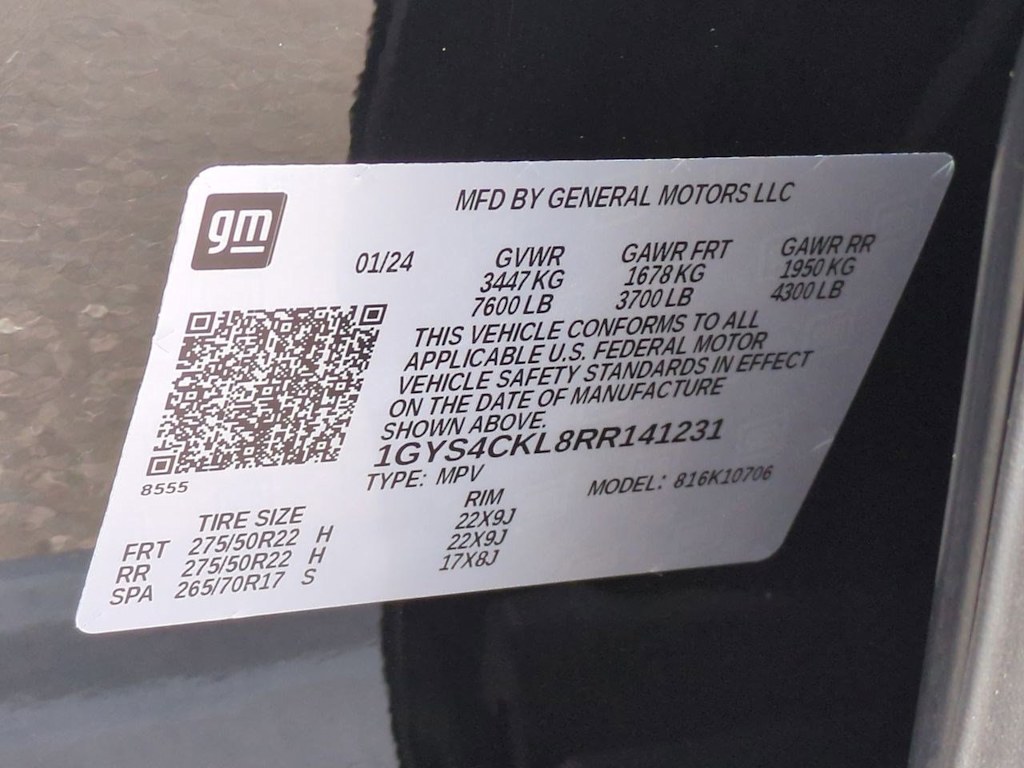 gm
MFD BY GENERAL MOTORS LLC
01/24
GVWR GAWR FRT GAWR RR
3447 KG 1678 KG 1950 KG
7600 LB 3700 LB 4300 LB
THIS VEHICLE CONFORMS TO ALL
APPLICABLE U.S. FEDERAL MOTOR
VEHICLE SAFETY STANDARDS IN EFFECT
ON THE DATE OF MANUFACTURE
SHOWN ABOVE.
1GYS4CKL8RR141231
8555
TYPE: MPV MODEL: 816K10706
TIRE SIZE RIM
FRT 275/50R22 H 22X9J
RR 275/50R22 H 22X9J
SPA 265/70R17 S 17X8J